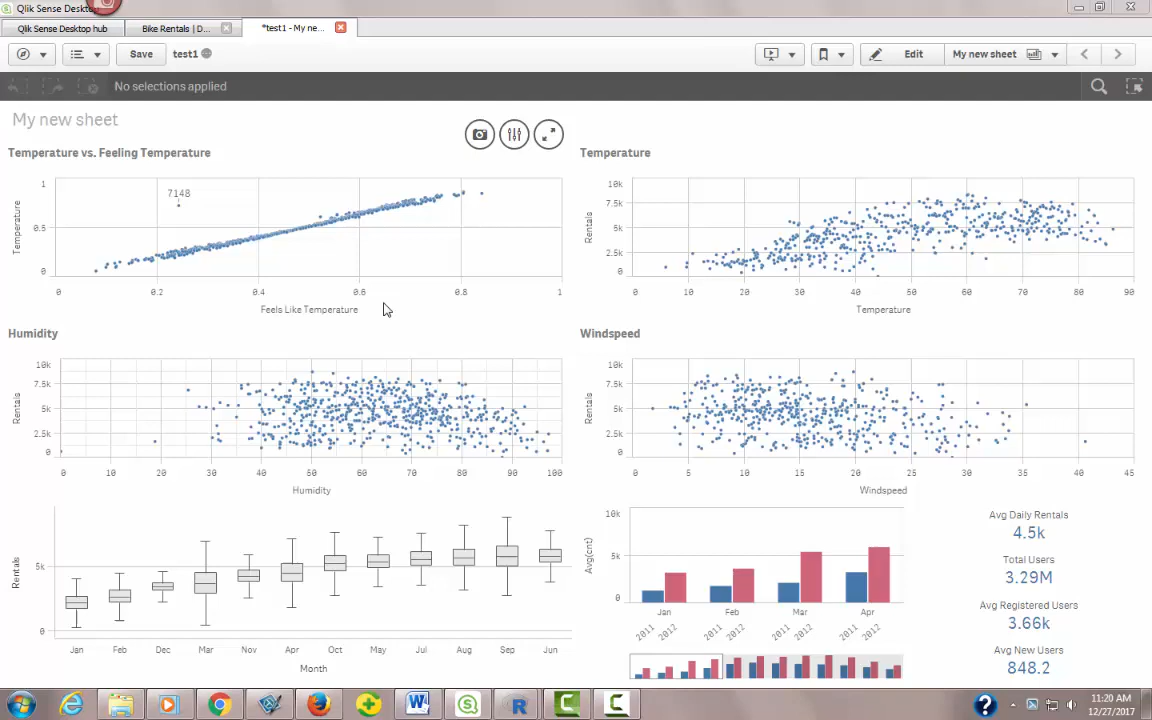 Qlik Sense Desktop
Qlik Sense Desktop hub
Bike Rentals | D...
*test1 - My ne...
Save
test1
Edit
My new sheet
No selections applied
My new sheet
Temperature vs. Feeling Temperature
Temperature
1
0.5
0
7148
0
0.2
0.4
0.6
0.8
1
Feels Like Temperature
Temperature
Rentals
10k
7.5k
5k
2.5k
0
0
10
20
30
40
50
60
70
80
90
Temperature
Humidity
Rentals
10k
7.5k
5k
2.5k
0
0
10
20
30
40
50
60
70
80
90
100
Humidity
Windspeed
Rentals
10k
7.5k
5k
2.5k
0
0
5
10
15
20
25
30
35
40
45
Windspeed
Rentals
5k
0
Jan
Feb
Dec
Mar
Nov
Apr
Oct
May
Jul
Aug
Sep
Jun
Month
Avg(cnt)
10k
5k
0
Jan
Feb
Mar
Apr
2011
2012
2011
2012
2011
2012
2011
2012
Avg Daily Rentals
4.5k
Total Users
3.29M
Avg Registered Users
3.66k
Avg New Users
848.2
11:20 AM
12/27/2017